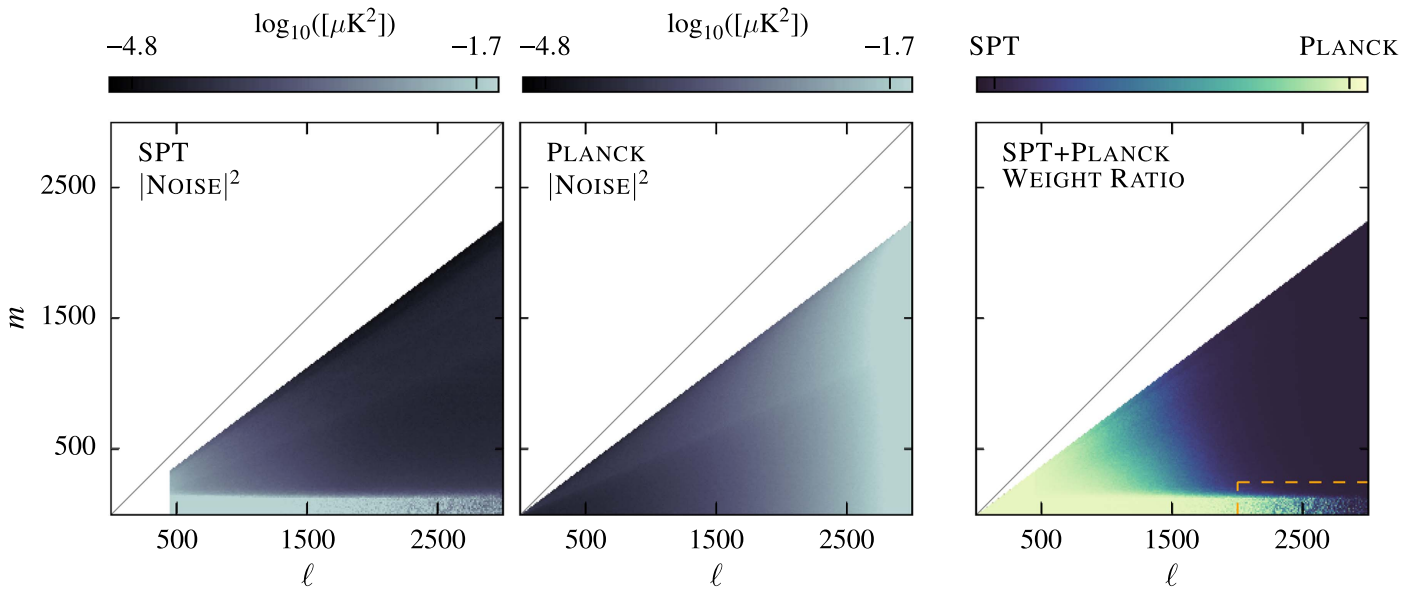 log₁₀([μK²])
−4.8 −1.7
log₁₀([μK²])
−4.8 −1.7
SPT PLANCK
SPT
|NOISE|²
PLANCK
|NOISE|²
SPT+PLANCK
WEIGHT RATIO
m
2500
1500
500
500 1500 2500
ℓ
500 1500 2500
ℓ
500 1500 2500
ℓ